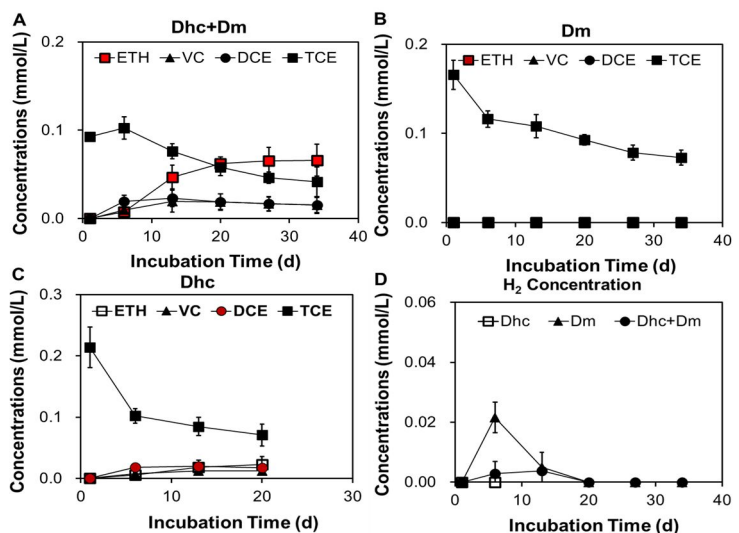 A
Dhc+Dm
ETH VC DCE TCE
Concentrations (mmol/L)
0.2
0.1
0.0
0 10 20 30 40
Incubation Time (d)
B
Dm
ETH VC DCE TCE
Concentrations (mmol/L)
0.2
0.1
0.0
0 10 20 30 40
Incubation Time (d)
C
Dhc
ETH VC DCE TCE
Concentrations (mmol/L)
0.3
0.2
0.1
0.0
0 10 20 30
Incubation Time (d)
D
H₂ Concentration
Dhc Dm Dhc+Dm
Concentrations (mmol/L)
0.06
0.04
0.02
0.00
0 10 20 30 40
Incubation Time (d)